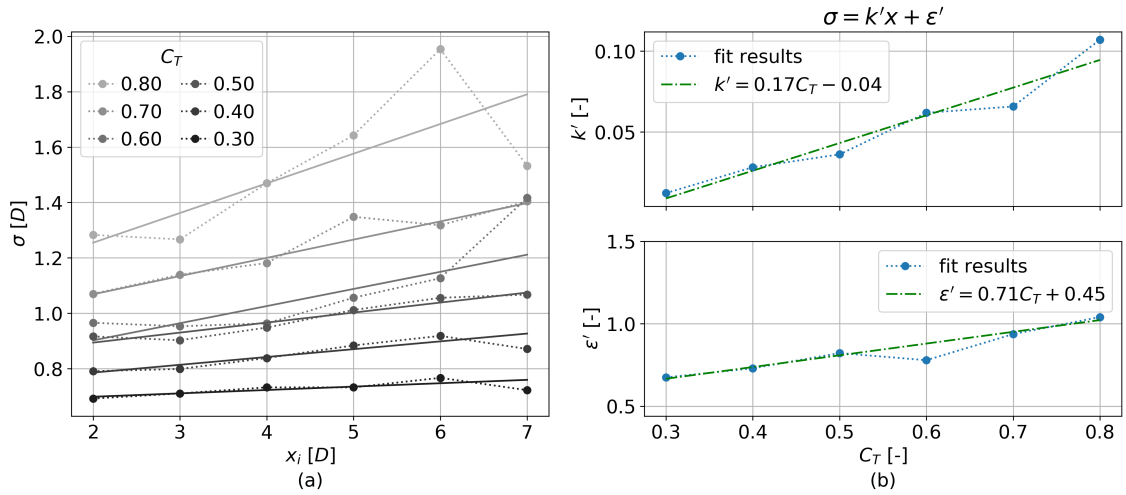 2.0
1.8
1.6
1.4
1.2
1.0
0.8
σ [D]
C_T
0.80
0.70
0.60
0.50
0.40
0.30
2 3 4 5 6 7
x_i [D]
(a)
σ = k′x + ε′
0.10
0.05
k′ [-]
fit results
k′ = 0.17C_T − 0.04
1.5
1.0
0.5
ε′ [-]
fit results
ε′ = 0.71C_T + 0.45
0.3 0.4 0.5 0.6 0.7 0.8
C_T [-]
(b)